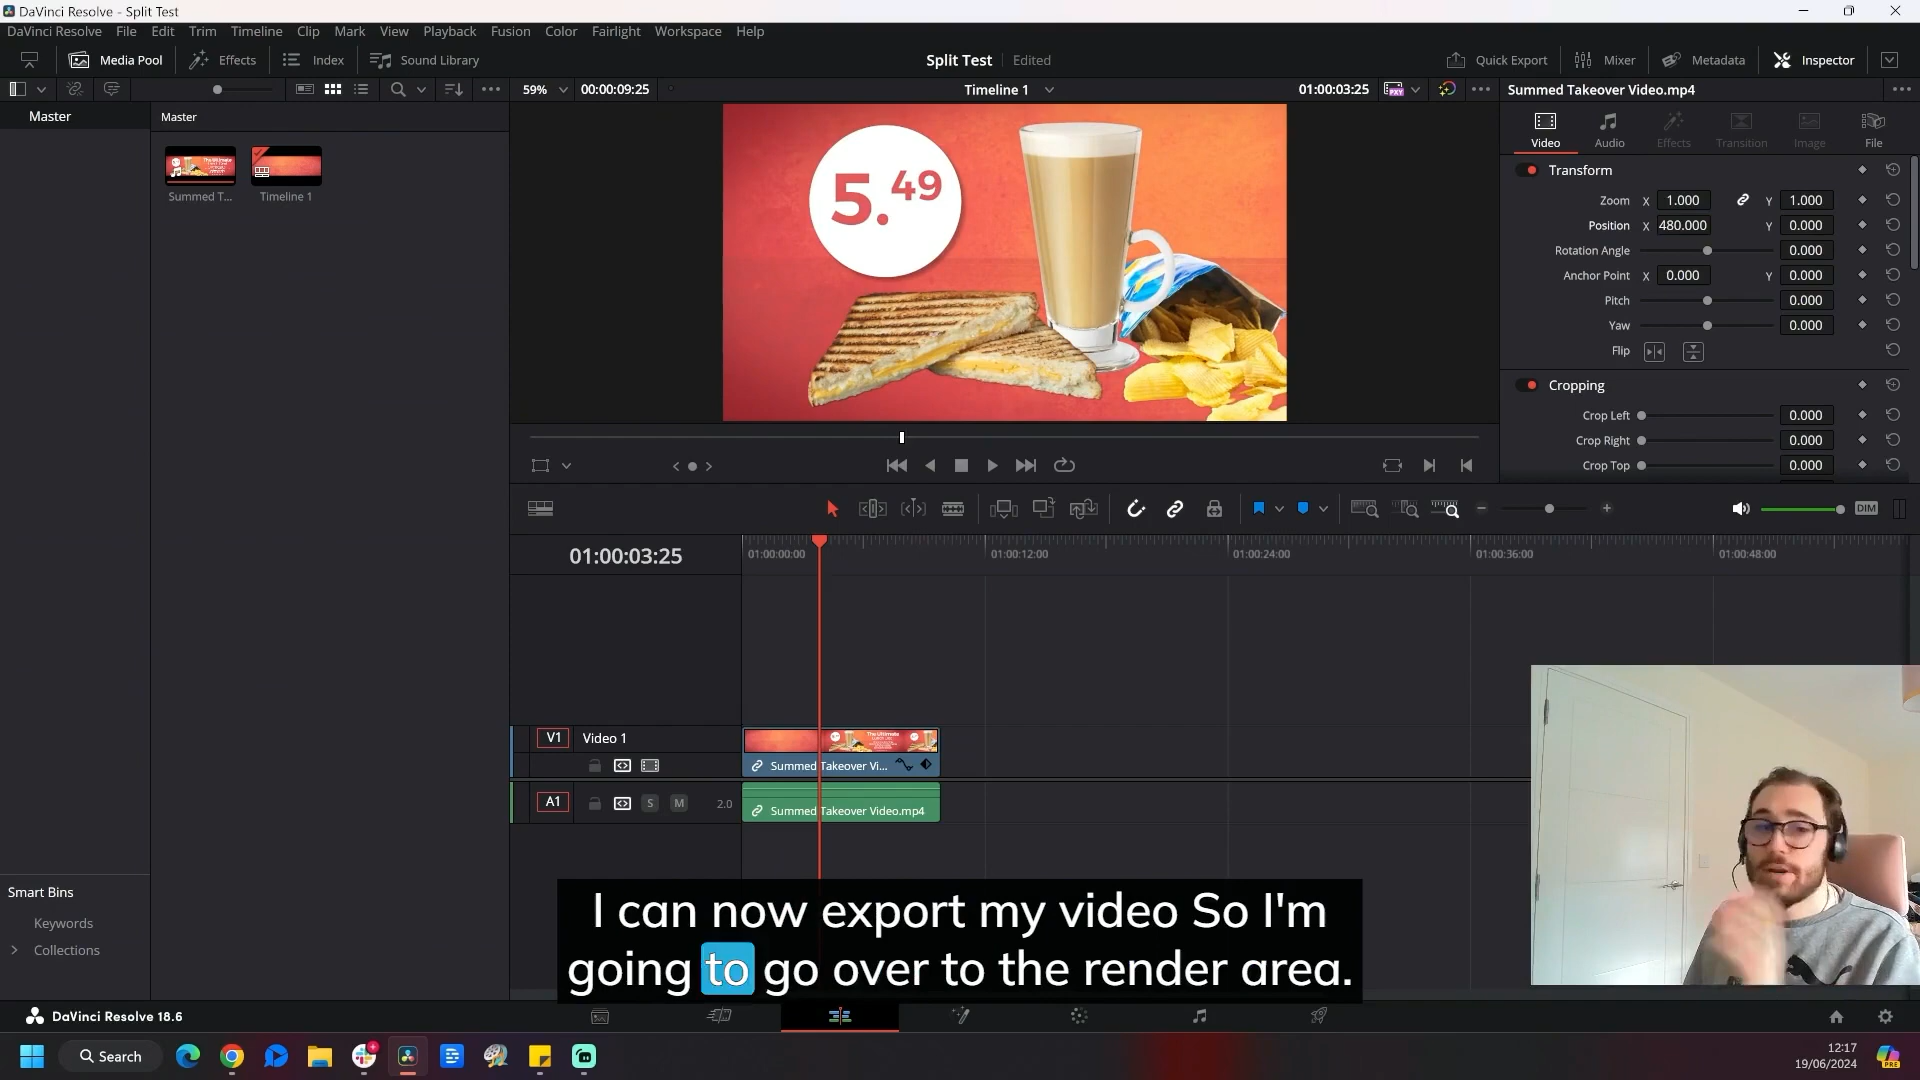 DaVinci Resolve - Split Test
DaVinci Resolve File Edit Trim Timeline Clip Mark View Playback Fusion Color Fairlight Workspace Help
Media Pool Effects Index Sound Library Split Test Edited Quick Export Mixer Metadata Inspector
59% 00:00:09:25 Timeline 1 01:00:03:25 PXY Summed Takeover Video.mp4
Master Master
Video Audio Effects Transition Image File
5.49
Summed T... Timeline 1
Transform
Zoom X 1.000 Y 1.000
Position X 480.000 Y 0.000
Rotation Angle 0.000
Anchor Point X 0.000 Y 0.000
Pitch 0.000
Yaw 0.000
Flip
Cropping
Crop Left 0.000
Crop Right 0.000
Crop Top 0.000
DIM
01:00:03:25 01:00:00:00 01:00:12:00 01:00:24:00 01:00:36:00 01:00:48:00
V1 Video 1
Summed Takeover Vi...
A1 S M 2.0
Summed Takeover Video.mp4
Smart Bins
Keywords
Collections
I can now export my video So I'm
going to go over to the render area.
DaVinci Resolve 18.6
Search
12:17
19/06/2024
PRE